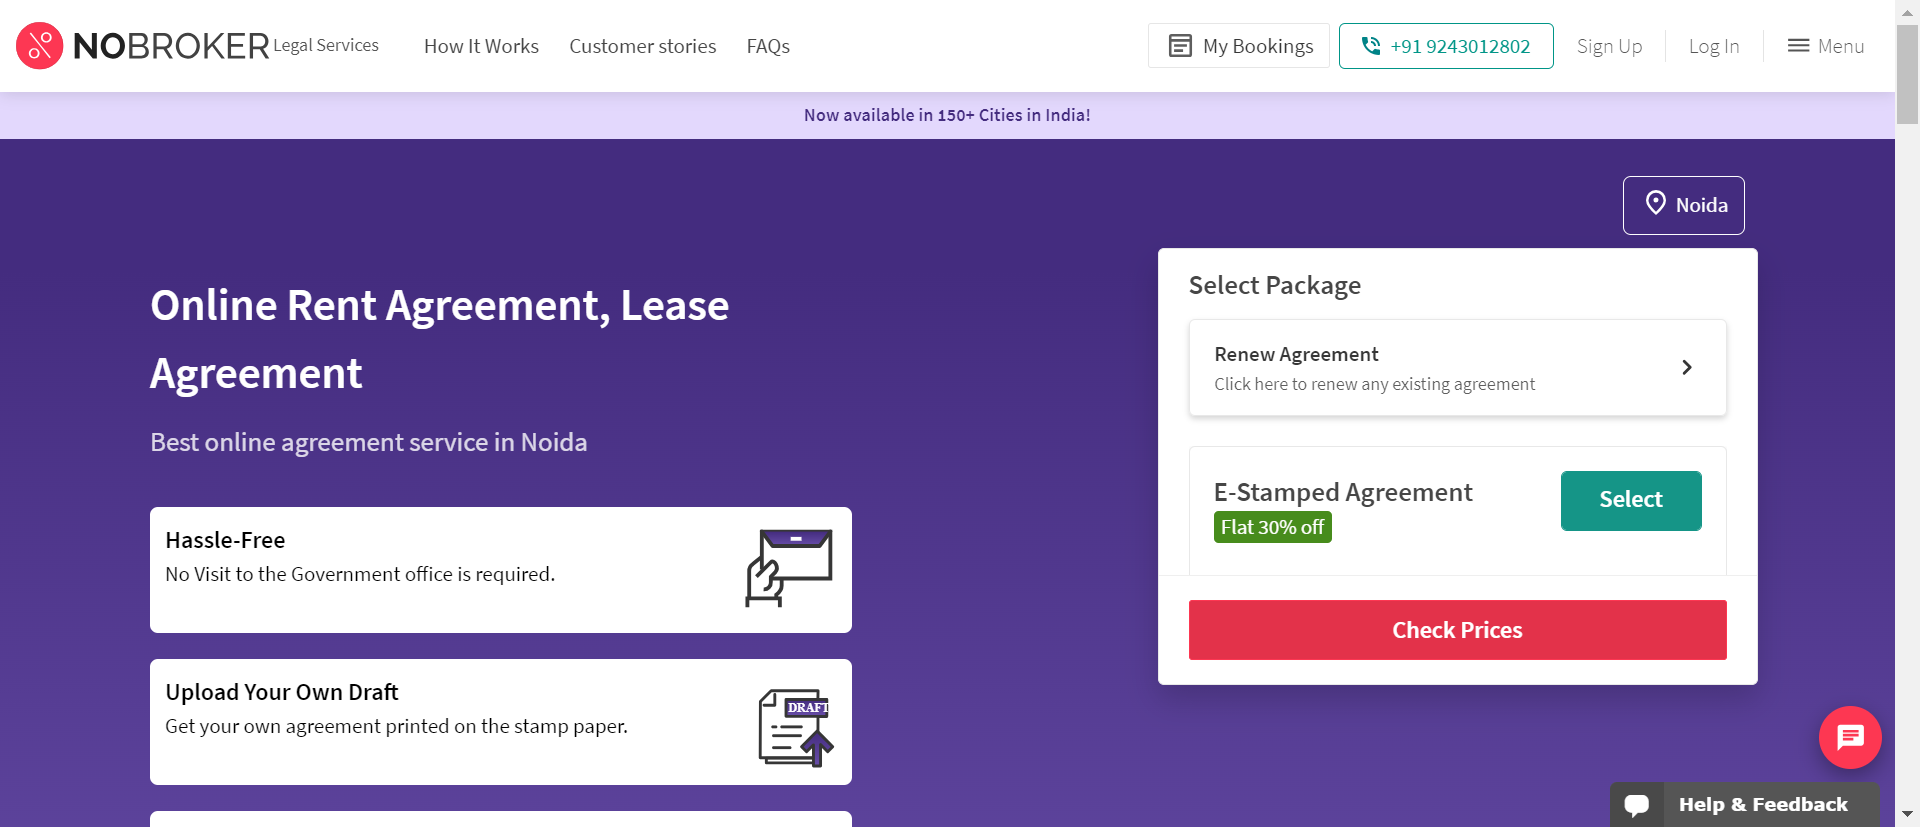 NOBROKER Legal Services How It Works Customer stories FAQs My Bookings +91 9243012802 Sign Up Log In Menu
Now available in 150+ Cities in India!
Noida
Online Rent Agreement, Lease
Agreement
Best online agreement service in Noida
Hassle-Free
No Visit to the Government office is required.
Upload Your Own Draft
Get your own agreement printed on the stamp paper.
DRAFT
Select Package
Renew Agreement
Click here to renew any existing agreement
E-Stamped Agreement
Flat 30% off
Select
Check Prices
Help & Feedback